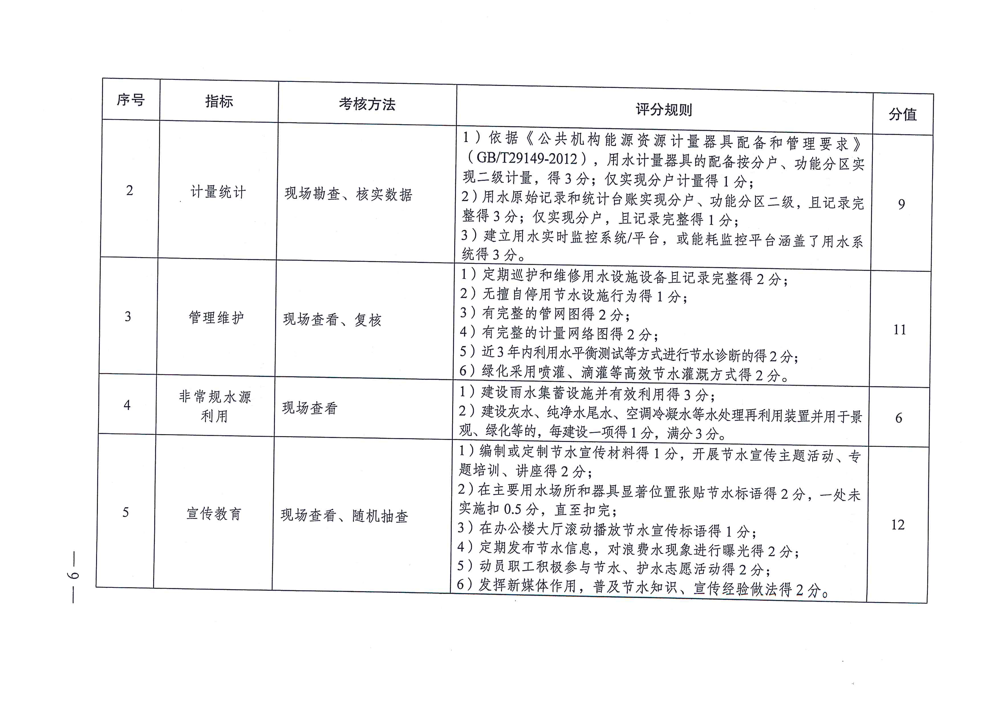 序号 指标 考核方法 评分规则 分值
2 计量统计 现场勘查、核实数据
1）依据《公共机构能源资源计量器具配备和管理要求》
（GB/T29149-2012），用水计量器具的配备按分户、功能分区实
现二级计量，得3分；仅实现分户计量得1分；
2）用水原始记录和统计台账实现分户、功能分区二级，且记录完
整得3分；仅实现分户，且记录完整得1分；
3）建立用水实时监控系统/平台，或能耗监控平台涵盖了用水系
统得3分。
9
3 管理维护 现场查看、复核
1）定期巡护和维修用水设施设备且记录完整得2分；
2）无擅自停用节水设施行为得1分；
3）有完整的管网图得2分；
4）有完整的计量网络图得2分；
5）近3年内利用水平衡测试等方式进行节水诊断的得2分；
6）绿化采用喷灌、滴灌等高效节水灌溉方式得2分。
11
4
非常规水源
利用
现场查看
1）建设雨水集蓄设施并有效利用得3分；
2）建设灰水、纯净水尾水、空调冷凝水等水处理再利用装置并用于景
观、绿化等的，每建设一项得1分，满分3分。
6
5 宣传教育 现场查看、随机抽查
1）编制或定制节水宣传材料得1分，开展节水宣传主题活动、专
题培训、讲座得2分；
2）在主要用水场所和器具显著位置张贴节水标语得2分，一处未
实施扣0.5分，直至扣完；
3）在办公楼大厅滚动播放节水宣传标语得1分；
4）定期发布节水信息，对浪费水现象进行曝光得2分；
5）动员职工积极参与节水、护水志愿活动得2分；
6）发挥新媒体作用，普及节水知识、宣传经验做法得2分。
12
— 9 —